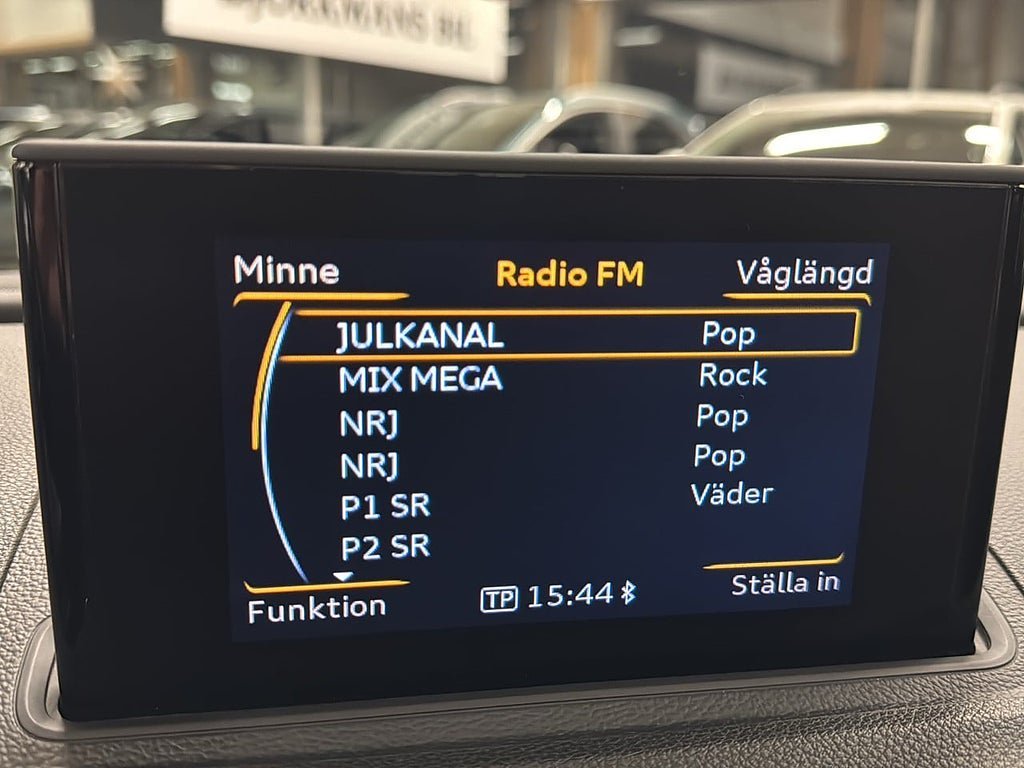 Minne Radio FM Våglängd
JULKANAL Pop
MIX MEGA Rock
NRJ Pop
NRJ Pop
P1 SR Väder
P2 SR
Funktion TP 15:44 Ställa in